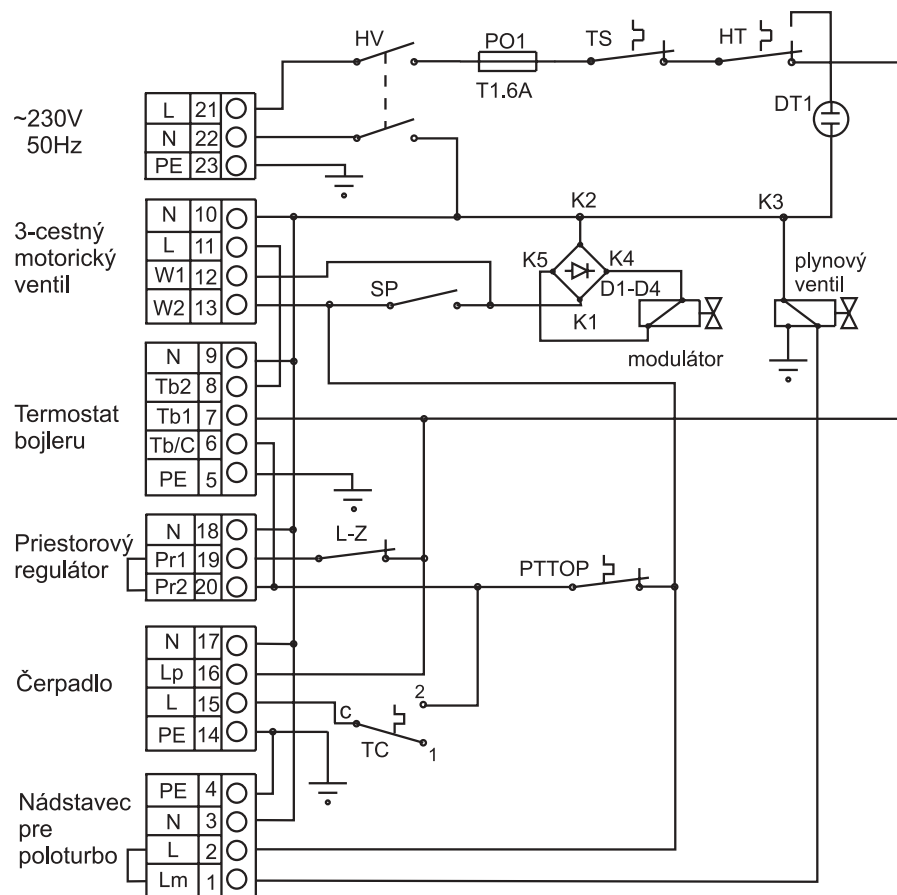 HV
PO1
TS
HT
T1.6A
DT1
~230V
50Hz
L 21
N 22
PE 23
3-cestný
motorický
ventil
N 10
L 11
W1 12
W2 13
SP
K2
K3
K5
K4
D1-D4
K1
modulátor
plynový
ventil
Termostat
bojleru
N 9
Tb2 8
Tb1 7
Tb/C 6
PE 5
Priestorový
regulátor
N 18
Pr1 19
Pr2 20
L-Z
PTTOP
Čerpadlo
N 17
Lp 16
L 15
PE 14
C
2
TC
1
Nádstavec
pre
poloturbo
PE 4
N 3
L 2
Lm 1